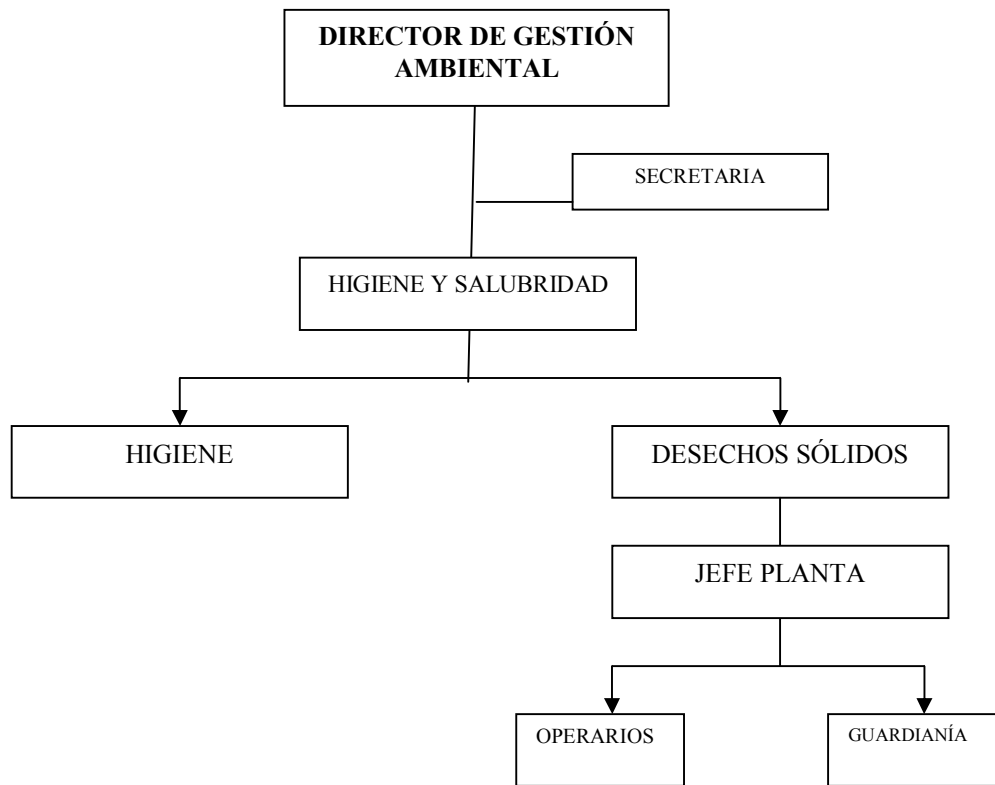 DIRECTOR DE GESTIÓN
AMBIENTAL
SECRETARIA
HIGIENE Y SALUBRIDAD
HIGIENE
DESECHOS SÓLIDOS
JEFE PLANTA
OPERARIOS
GUARDIANÍA